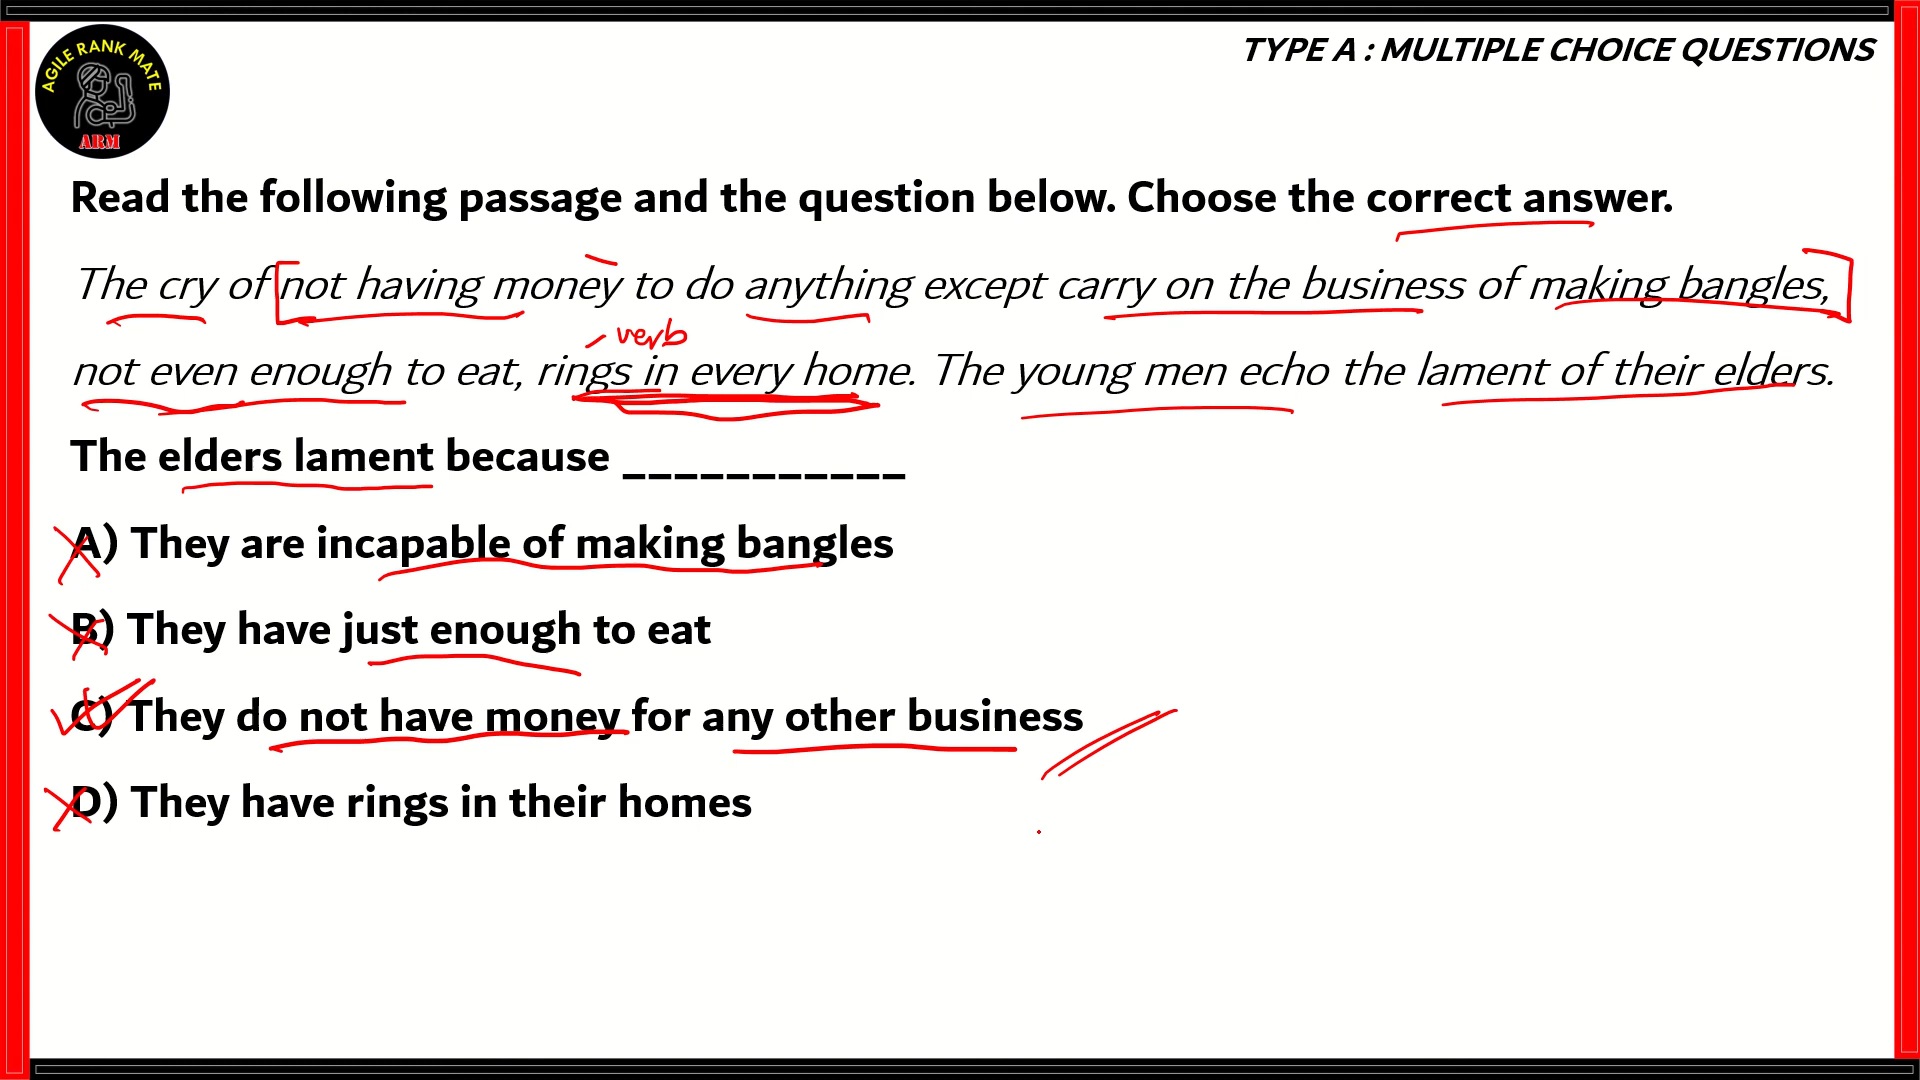 AGILE RANK MATE
ARM
TYPE A : MULTIPLE CHOICE QUESTIONS
Read the following passage and the question below. Choose the correct answer.
The cry of not having money to do anything except carry on the business of making bangles,
verb
not even enough to eat, rings in every home. The young men echo the lament of their elders.
The elders lament because ___________
A) They are incapable of making bangles
B) They have just enough to eat
C) They do not have money for any other business
D) They have rings in their homes